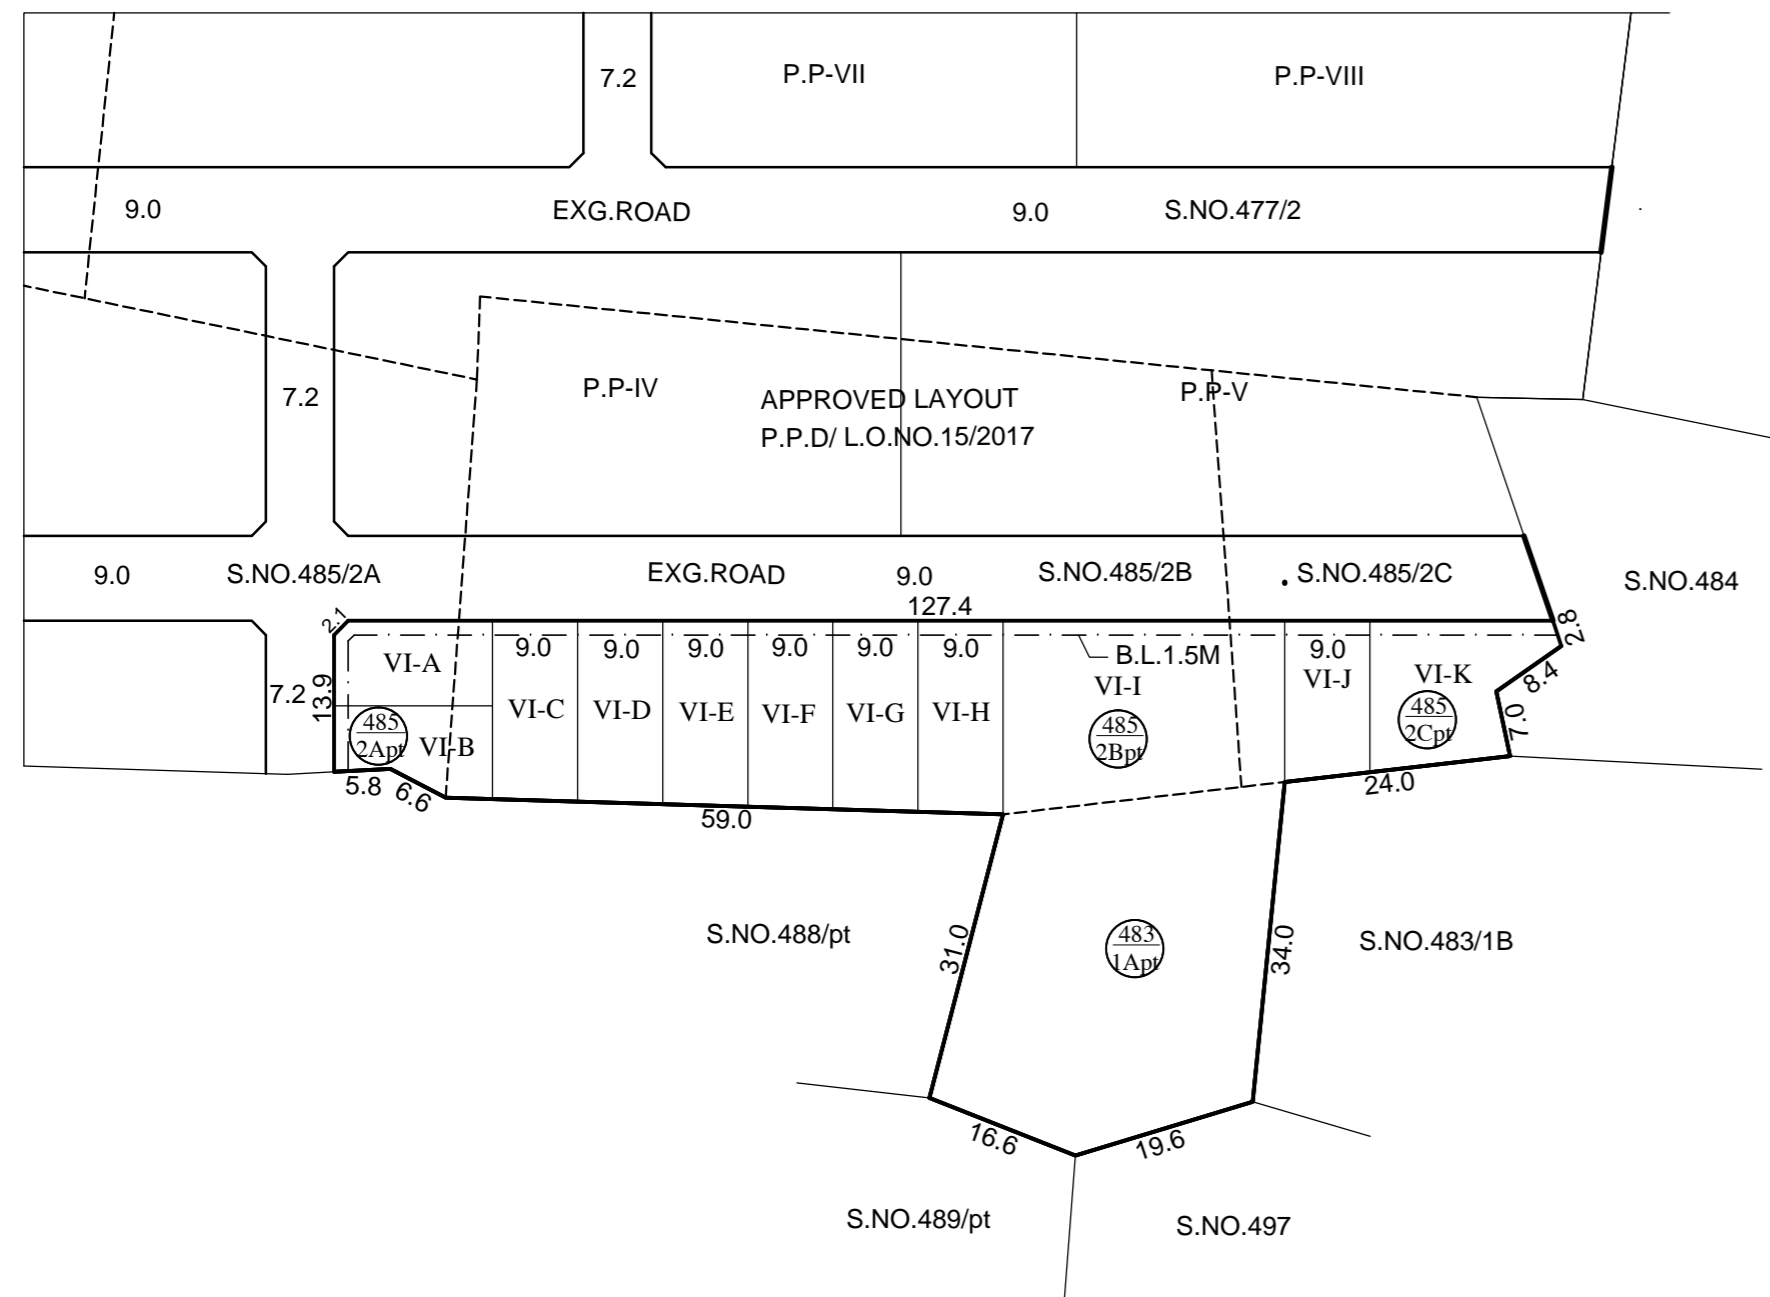 7.2
P.P-VII
P.P-VIII
9.0
EXG.ROAD
9.0
S.NO.477/2
7.2
P.P-IV
APPROVED LAYOUT
P.P.D/ L.O.NO.15/2017
P.P-V
9.0
S.NO.485/2A
EXG.ROAD
9.0
S.NO.485/2B
S.NO.485/2C
S.NO.484
127.4
2.1
2.8
9.0
9.0
9.0
9.0
9.0
9.0
B.L.1.5M
9.0
VI-A
VI-I
VI-J
VI-K
8.4
7.2
13.9
VI-C
VI-D
VI-E
VI-F
VI-G
VI-H
485
2Apt
VI-B
485
2Bpt
485
2Cpt
7.0
5.8
6.6
59.0
24.0
S.NO.488/pt
31.0
483
1Apt
34.0
S.NO.483/1B
16.6
19.6
S.NO.489/pt
S.NO.497